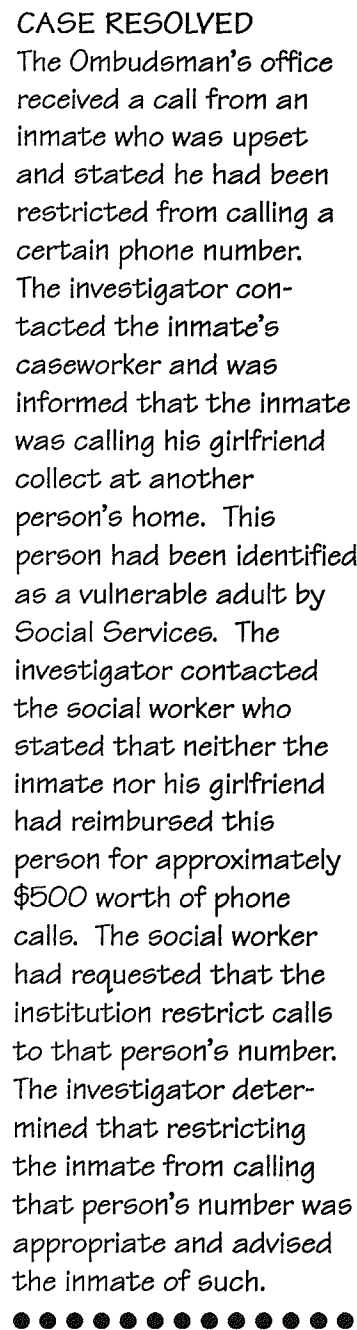 CASE RESOLVED
The Ombudsman's office
received a call from an
inmate who was upset
and stated he had been
restricted from calling a
certain phone number.
The investigator con-
tacted the inmate's
caseworker and was
informed that the inmate
was calling his girlfriend
collect at another
person's home.  This
person had been identified
as a vulnerable adult by
Social Services.  The
investigator contacted
the social worker who
stated that neither the
inmate nor his girlfriend
had reimbursed this
person for approximately
$500 worth of phone
calls.  The social worker
had requested that the
institution restrict calls
to that person's number.
The investigator deter-
mined that restricting
the inmate from calling
that person's number was
appropriate and advised
the inmate of such.